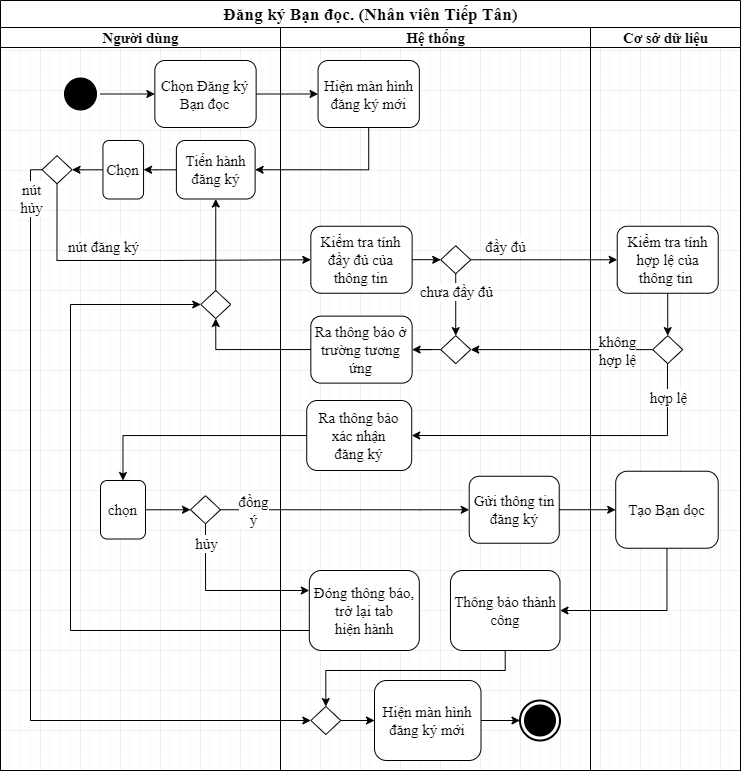 Đăng ký Bạn đọc. (Nhân viên Tiếp Tân)
Người dùng
Hệ thống
Cơ sở dữ liệu
Chọn Đăng ký
Bạn đọc
Hiện màn hình
đăng ký mới
Tiến hành
đăng ký
Chọn
nút
hủy
nút đăng ký
Kiểm tra tính
đầy đủ của
thông tin
đầy đủ
chưa đầy đủ
Kiểm tra tính
hợp lệ của
thông tin
Ra thông báo ở
trường tương
ứng
không
hợp lệ
hợp lệ
Ra thông báo
xác nhận
đăng ký
chọn
đồng
ý
hủy
Gửi thông tin
đăng ký
Tạo Bạn dọc
Đóng thông báo,
trở lại tab
hiện hành
Thông báo thành
công
Hiện màn hình
đăng ký mới